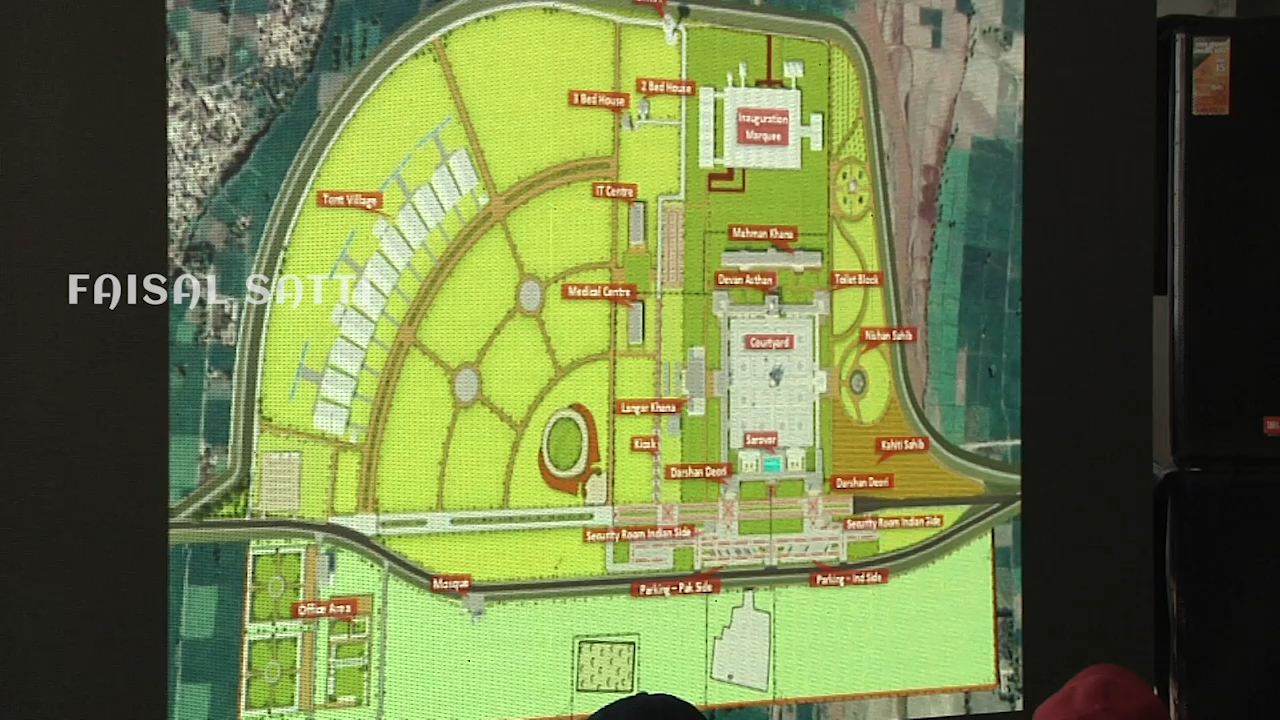 2 Bed House
3 Bed House
Inauguration
Marquee
IT Centre
Tent Village
Mehman Khana
Devan Asthan
Toilet Block
FAISAL SATT
Medical Centre
Nishan Sahib
Courtyard
Langar Khana
Kiosk
Sarovar
Kahiti Sahib
Darshan Deori
Darshan Deori
Security Room Indian Side
Security Room Indian Side
Mosque
Parking - Pak Side
Parking - Ind Side
Office Area